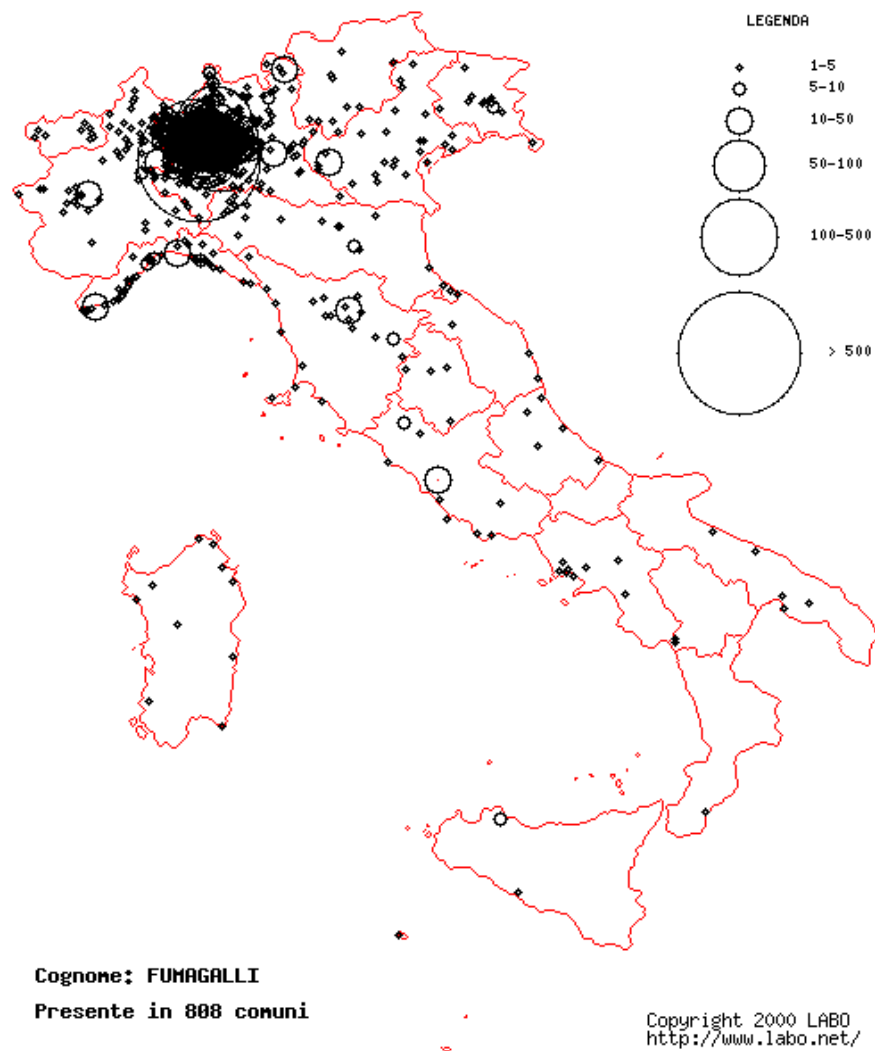 LEGENDA
1-5
5-10
10-50
50-100
100-500
> 500
Cognome: FUMAGALLI
Presente in 808 comuni
Copyright 2000 LABO
http://www.labo.net/